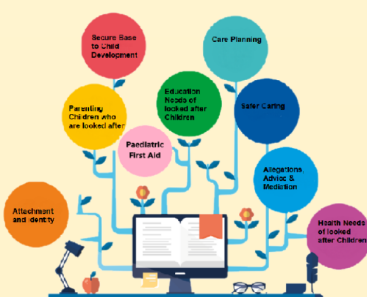 Secure Base
to Child
Development
Care Planning
Parenting
Children who
are looked after
Education
Needs of
looked after
Children
Safer Caring
Paediatric
First Aid
Allegations,
Advice &
Mediation
Attachment
and Identity
Health Needs
of looked
after Children